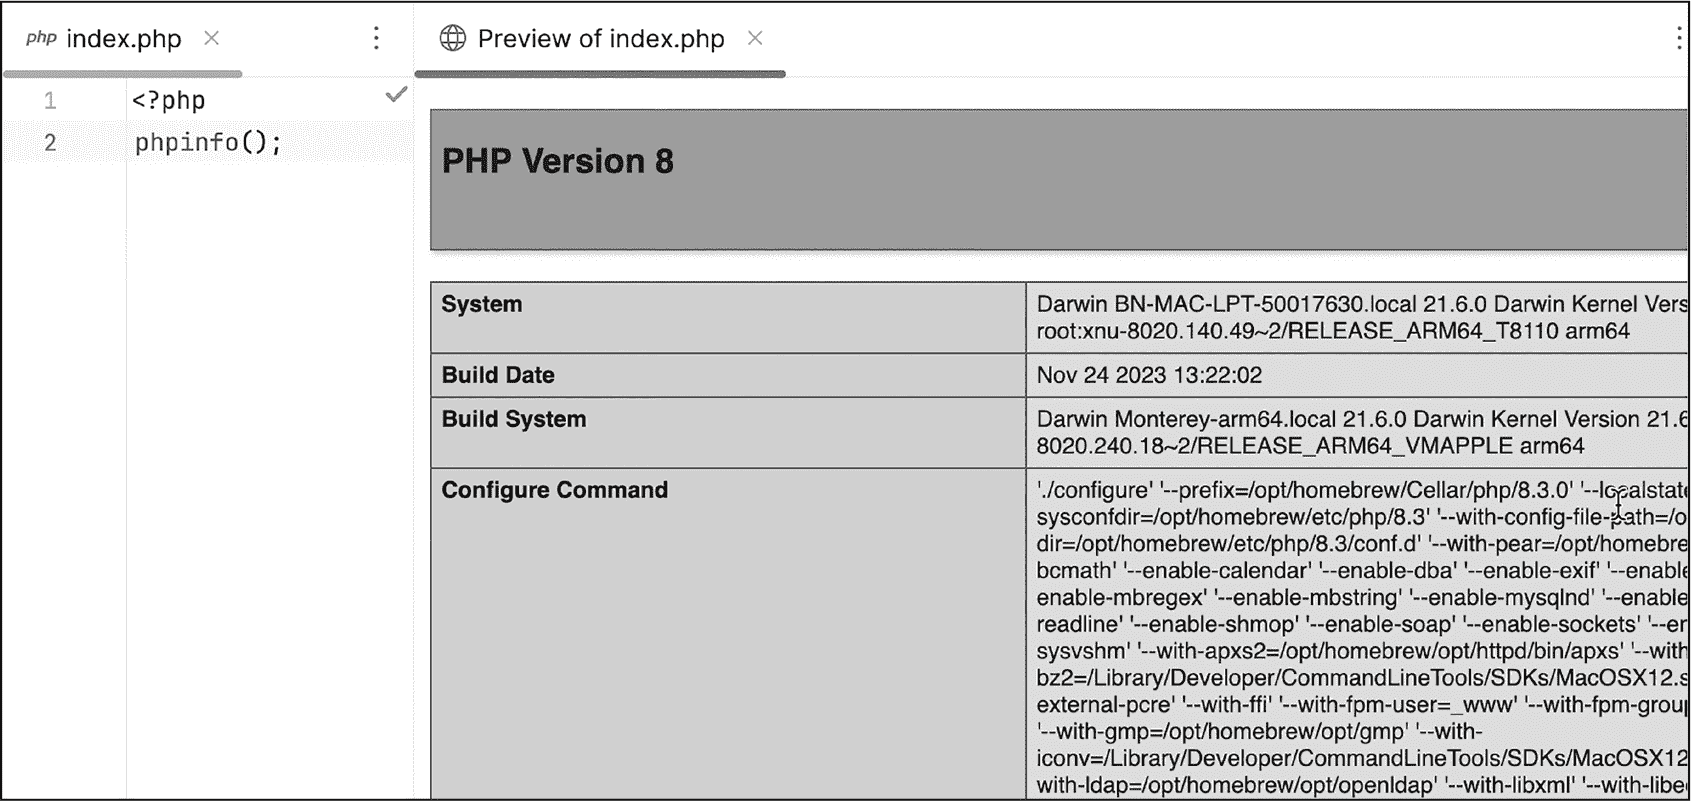 php index.php
Preview of index.php
1 <?php
2 phpinfo();
PHP Version 8
System
Darwin BN-MAC-LPT-50017630.local 21.6.0 Darwin Kernel Vers
root:xnu-8020.140.49~2/RELEASE_ARM64_T8110 arm64
Build Date
Nov 24 2023 13:22:02
Build System
Darwin Monterey-arm64.local 21.6.0 Darwin Kernel Version 21.6
8020.240.18~2/RELEASE_ARM64_VMAPPLE arm64
Configure Command
'./configure' '--prefix=/opt/homebrew/Cellar/php/8.3.0' '--localstate
sysconfdir=/opt/homebrew/etc/php/8.3' '--with-config-file-path=/o
dir=/opt/homebrew/etc/php/8.3/conf.d' '--with-pear=/opt/homebre
bcmath' '--enable-calendar' '--enable-dba' '--enable-exif' '--enable
enable-mbregex' '--enable-mbstring' '--enable-mysqlnd' '--enable
readline' '--enable-shmop' '--enable-soap' '--enable-sockets' '--en
sysvshm' '--with-apxs2=/opt/homebrew/opt/httpd/bin/apxs' '--with
bz2=/Library/Developer/CommandLineTools/SDKs/MacOSX12.s
external-pcre' '--with-ffi' '--with-fpm-user=_www' '--with-fpm-group
'--with-gmp=/opt/homebrew/opt/gmp' '--with-
iconv=/Library/Developer/CommandLineTools/SDKs/MacOSX12
with-ldap=/opt/homebrew/opt/openldap' '--with-libxml' '--with-libe